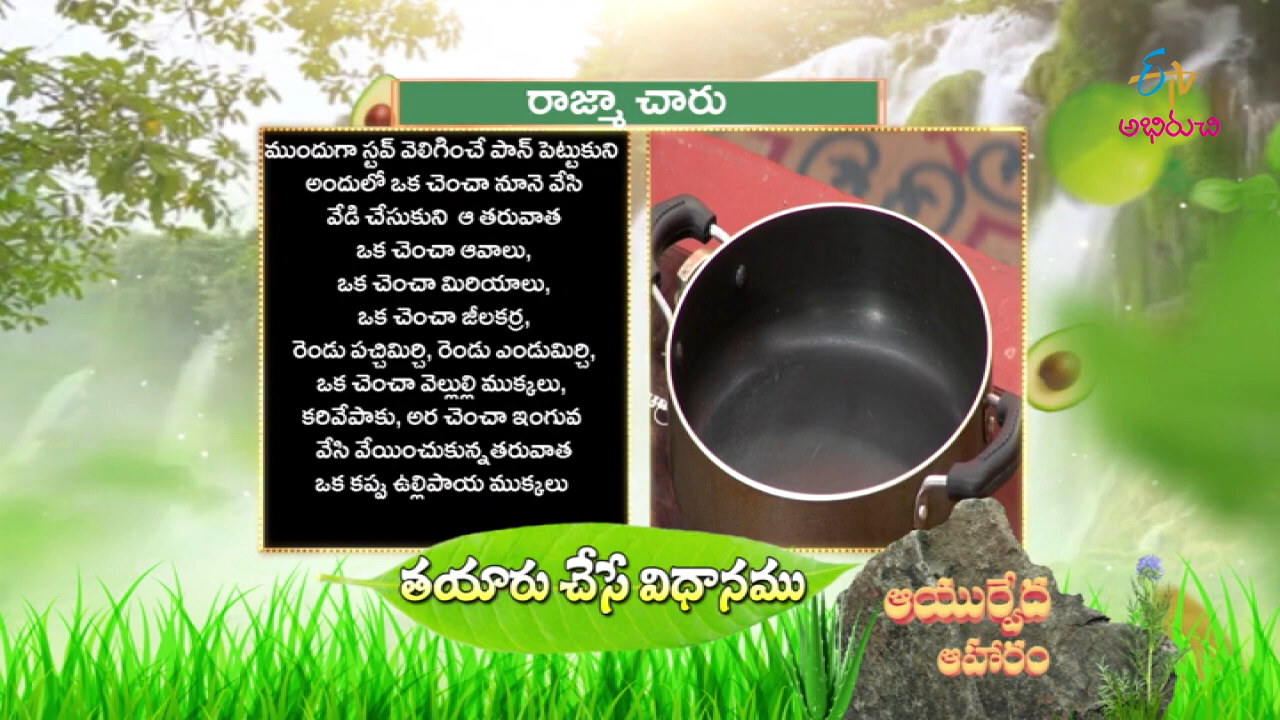 రాజ్మా చారు
ETV
అభిరుచి
ముందుగా స్టవ్ వెలిగించే పాన్ పెట్టుకుని
అందులో ఒక చెంచా నూనె వేసి
వేడి చేసుకుని ఆ తరువాత
ఒక చెంచా ఆవాలు,
ఒక చెంచా మిరియాలు,
ఒక చెంచా జీలకర్ర,
రెండు పచ్చిమిర్చి, రెండు ఎండుమిర్చి,
ఒక చెంచా వెల్లుల్లి ముక్కలు,
కరివేపాకు, అర చెంచా ఇంగువ
వేసి వేయించుకున్నతరువాత
ఒక కప్పు ఉల్లిపాయ ముక్కలు
తయారు చేసే విధానము
ఆయుర్వేద
ఆహారం